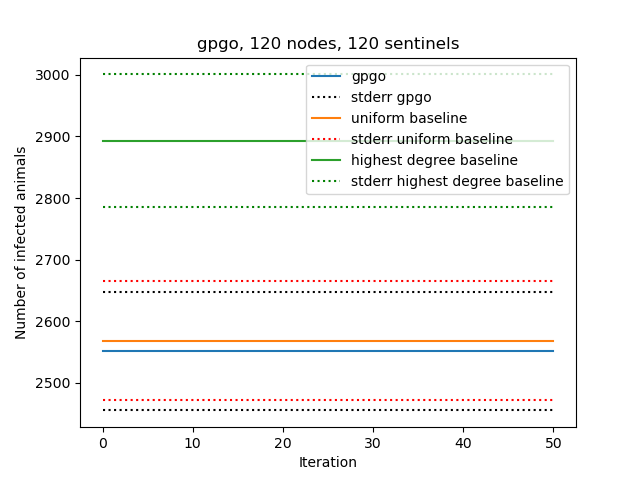 gpgo, 120 nodes, 120 sentinels
3000
2900
2800
2700
2600
2500
Number of infected animals
gpgo
stderr gpgo
uniform baseline
stderr uniform baseline
highest degree baseline
stderr highest degree baseline
0 10 20 30 40 50
Iteration